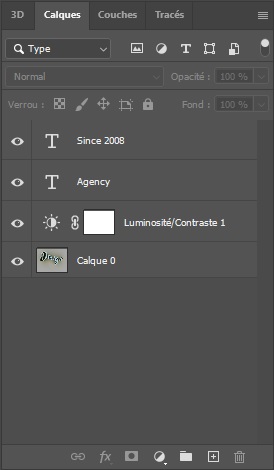 3D Calques Couches Tracés
Type
Normal Opacité : 100 %
Verrou : Fond : 100 %
T Since 2008
T Agency
Luminosité/Contraste 1
Design Calque 0
fx